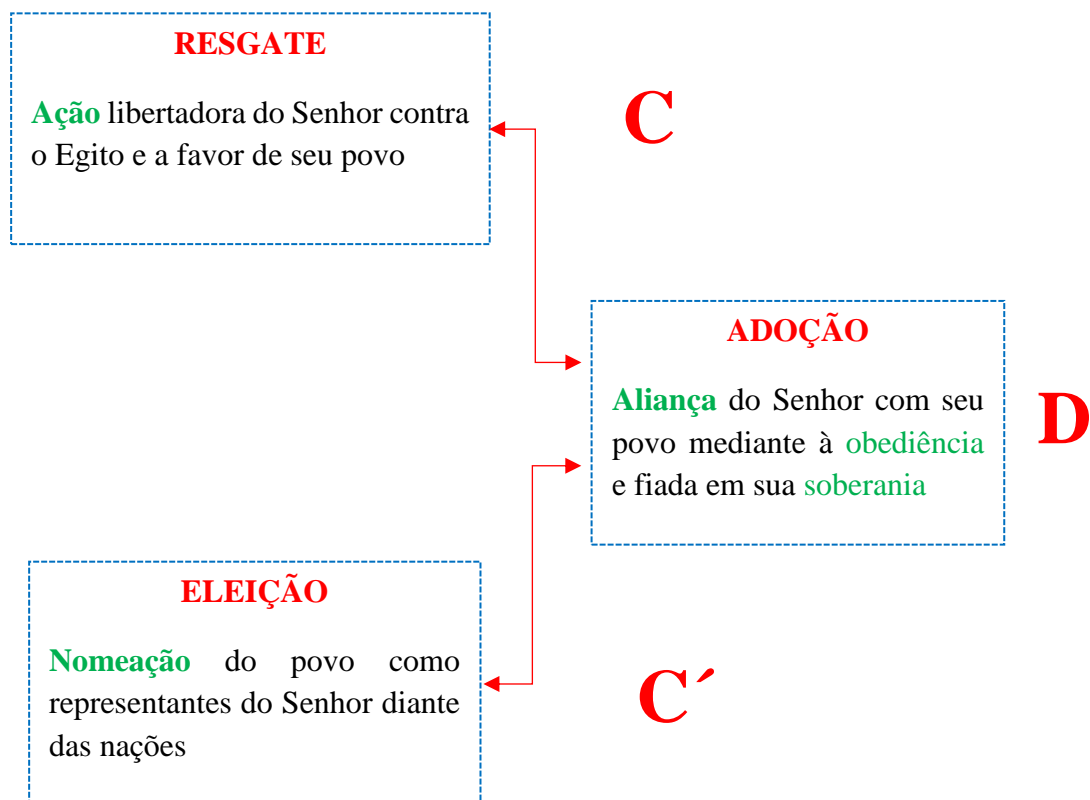 RESGATE
Ação libertadora do Senhor contra
o Egito e a favor de seu povo
C
ADOÇÃO
Aliança do Senhor com seu
povo mediante à obediência
e fiada em sua soberania
D
ELEIÇÃO
Nomeação do povo como
representantes do Senhor diante
das nações
C´